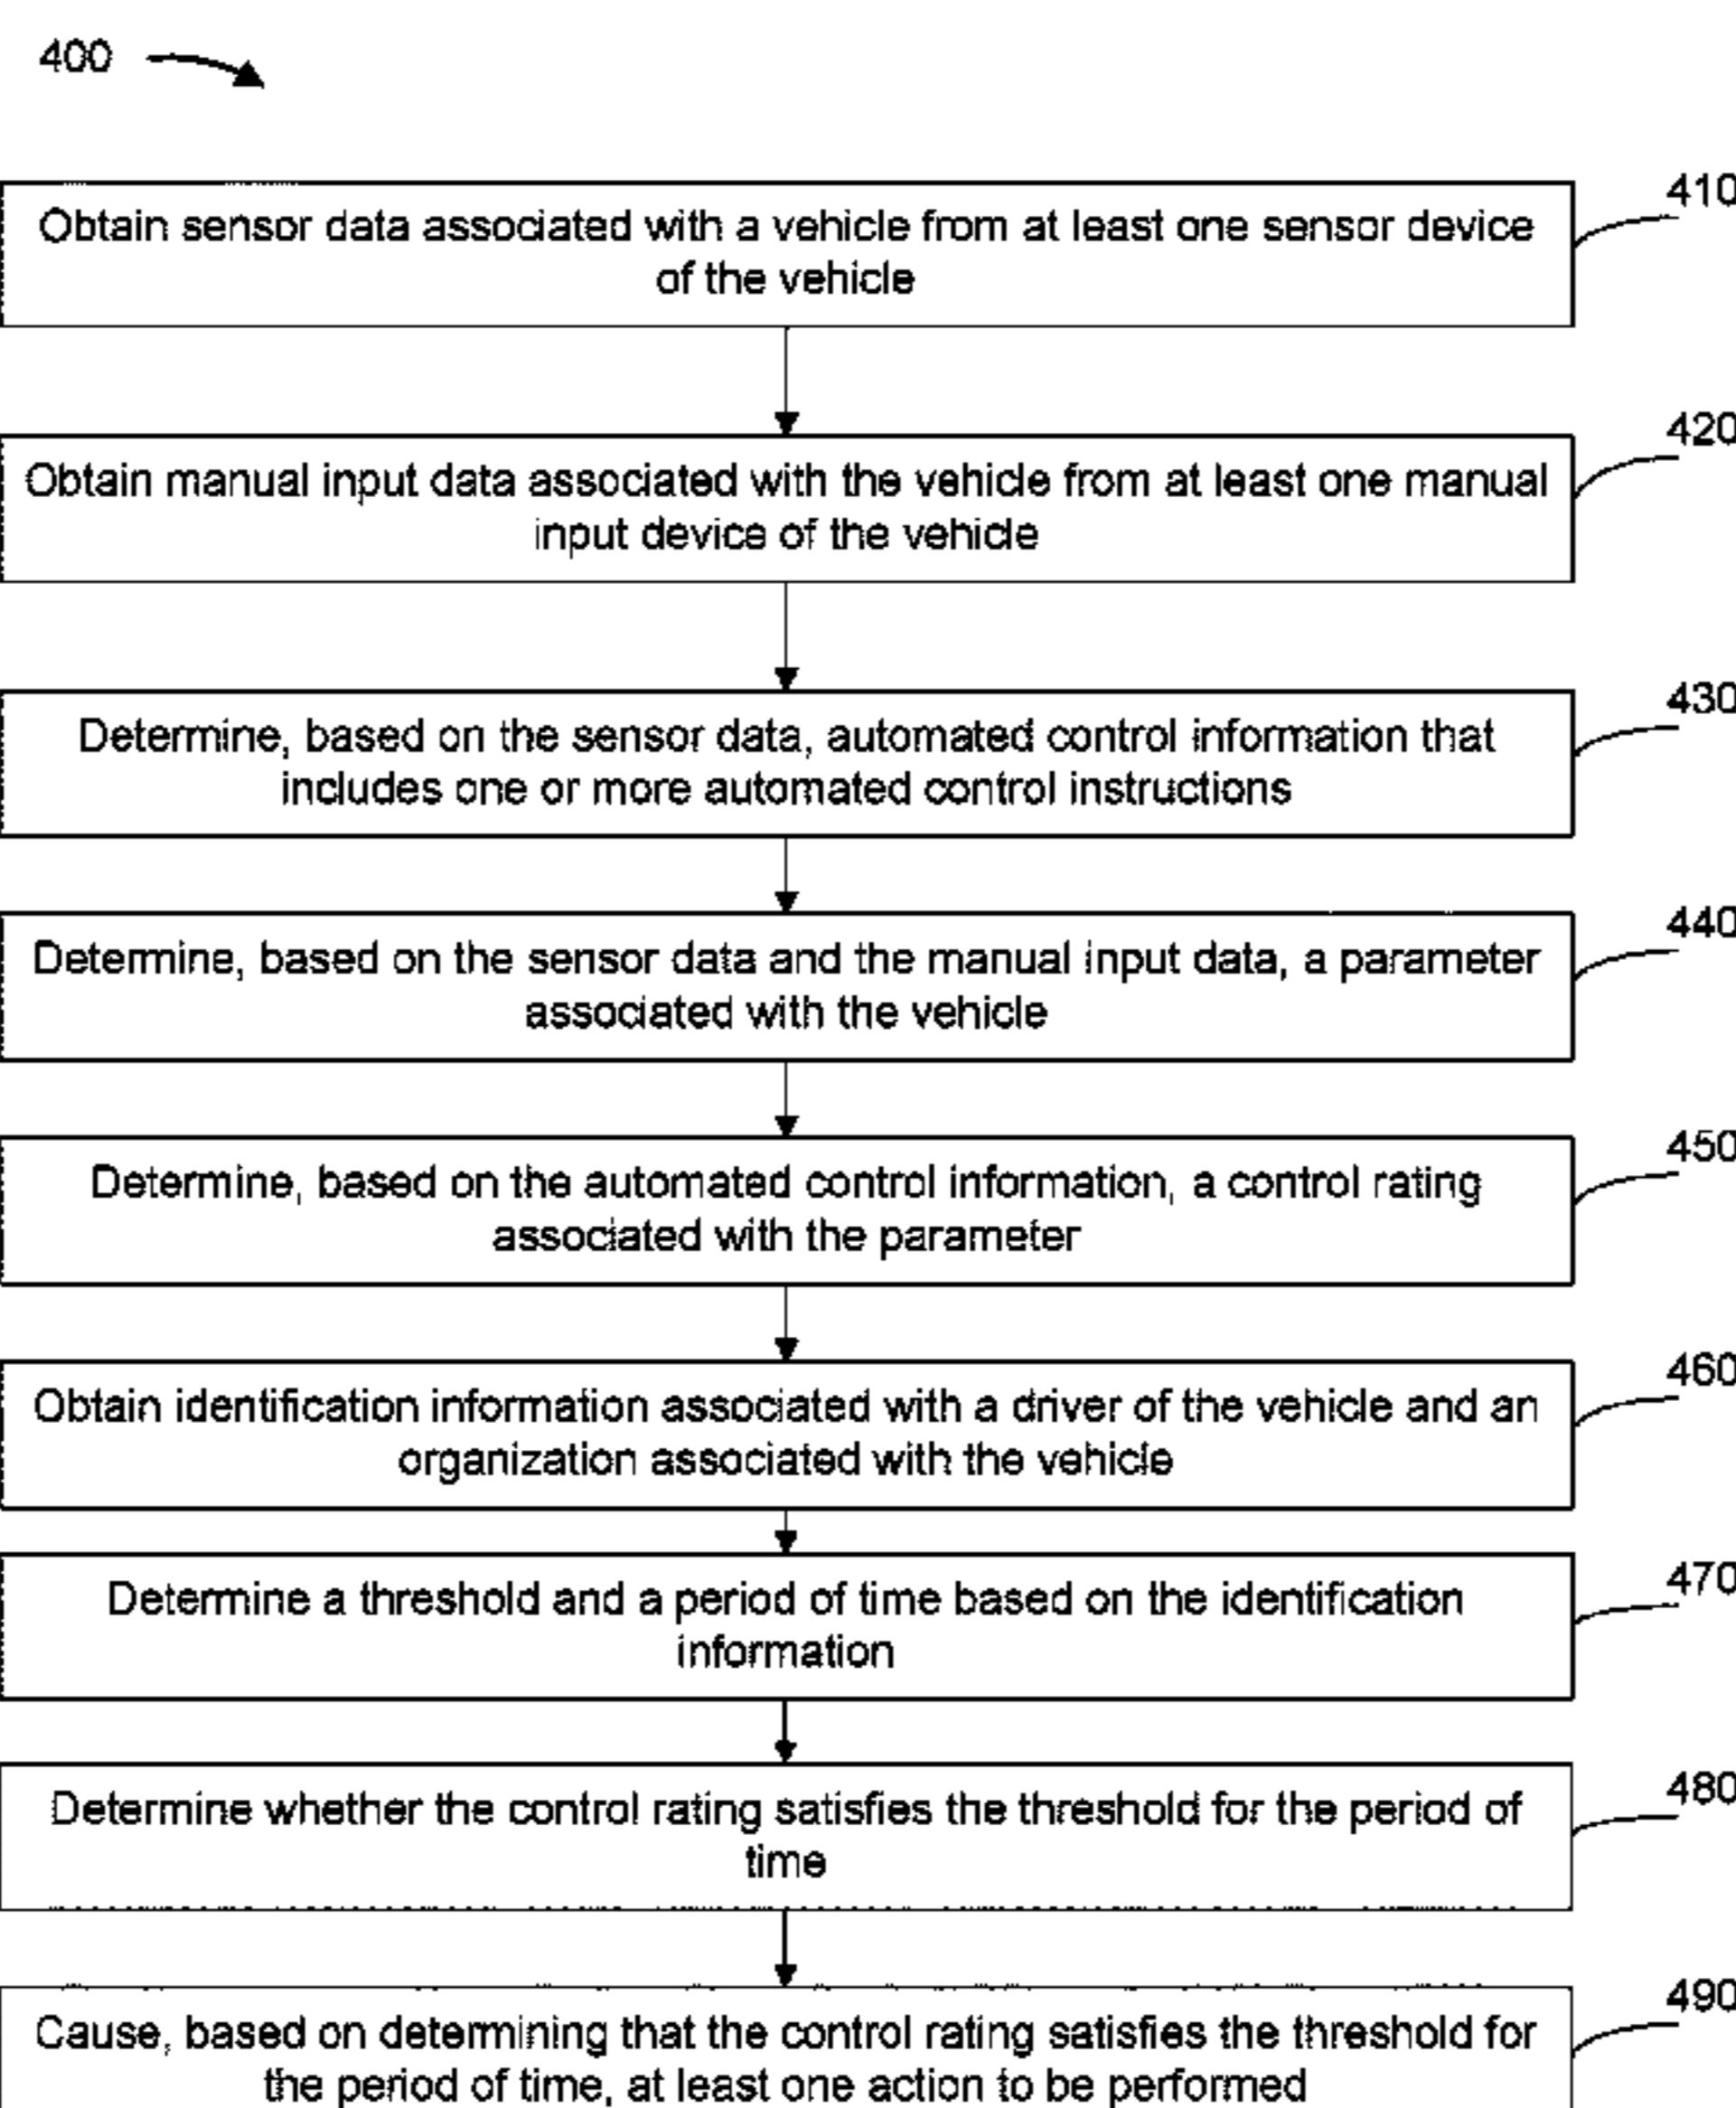 400
410
Obtain sensor data associated with a vehicle from at least one sensor device
of the vehicle
420
Obtain manual input data associated with the vehicle from at least one manual
input device of the vehicle
430
Determine, based on the sensor data, automated control information that
includes one or more automated control instructions
440
Determine, based on the sensor data and the manual input data, a parameter
associated with the vehicle
450
Determine, based on the automated control information, a control rating
associated with the parameter
460
Obtain identification information associated with a driver of the vehicle and an
organization associated with the vehicle
470
Determine a threshold and a period of time based on the identification
information
480
Determine whether the control rating satisfies the threshold for the period of
time
490
Cause, based on determining that the control rating satisfies the threshold for
the period of time, at least one action to be performed